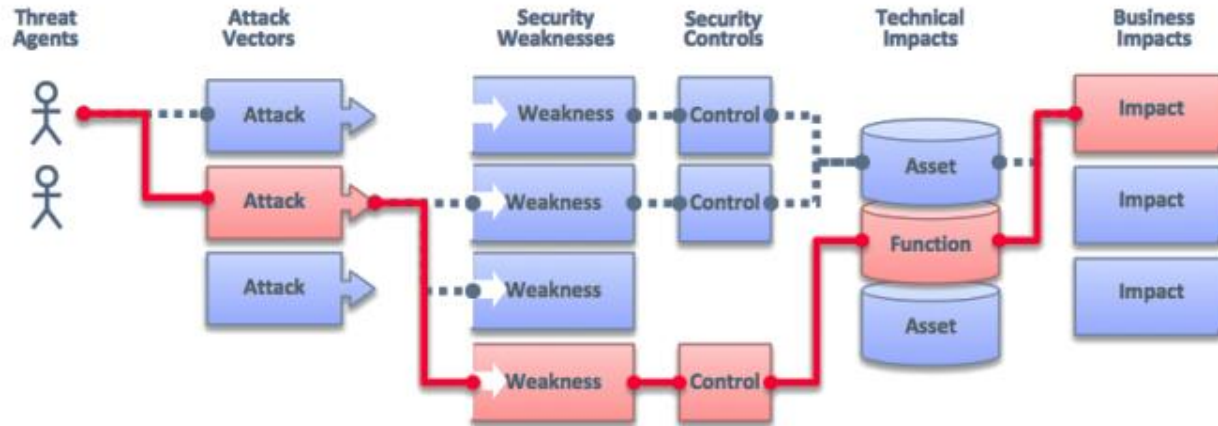 Threat
Agents
Attack
Vectors
Security
Weaknesses
Security
Controls
Technical
Impacts
Business
Impacts
Attack
Weakness
Control
Impact
Asset
Attack
Weakness
Control
Impact
Function
Attack
Weakness
Impact
Asset
Weakness
Control